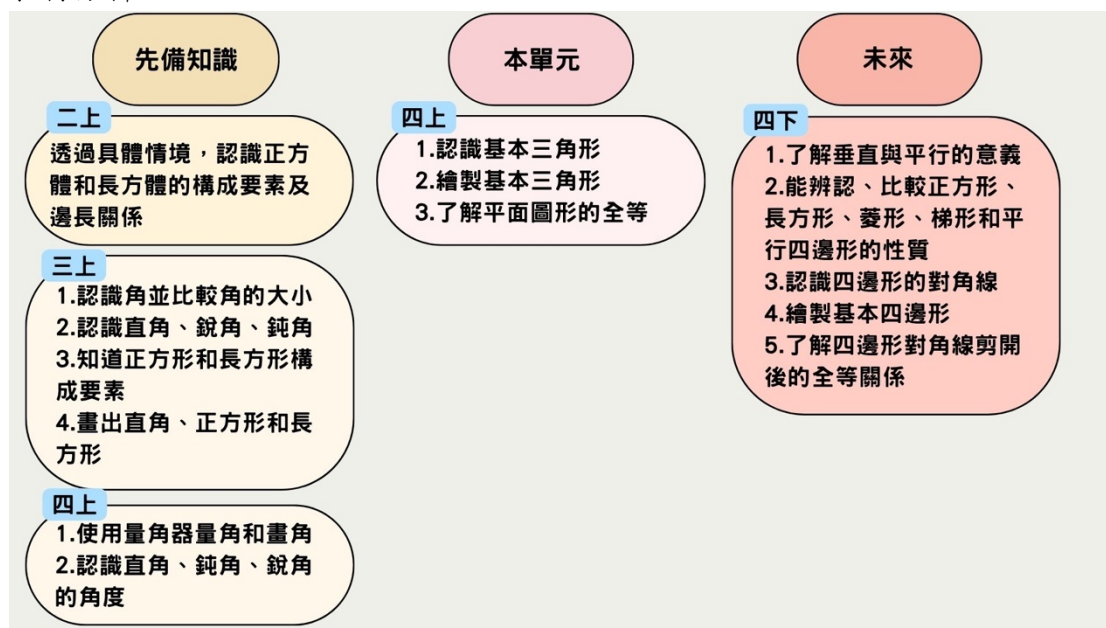 先備知識
二上
透過具體情境，認識正方
體和長方體的構成要素及
邊長關係
三上
1.認識角並比較角的大小
2.認識直角、銳角、鈍角
3.知道正方形和長方形構
成要素
4.畫出直角、正方形和長
方形
四上
1.使用量角器量角和畫角
2.認識直角、鈍角、銳角
的角度
本單元
四上
1.認識基本三角形
2.繪製基本三角形
3.了解平面圖形的全等
未來
四下
1.了解垂直與平行的意義
2.能辨認、比較正方形、
長方形、菱形、梯形和平
行四邊形的性質
3.認識四邊形的對角線
4.繪製基本四邊形
5.了解四邊形對角線剪開
後的全等關係